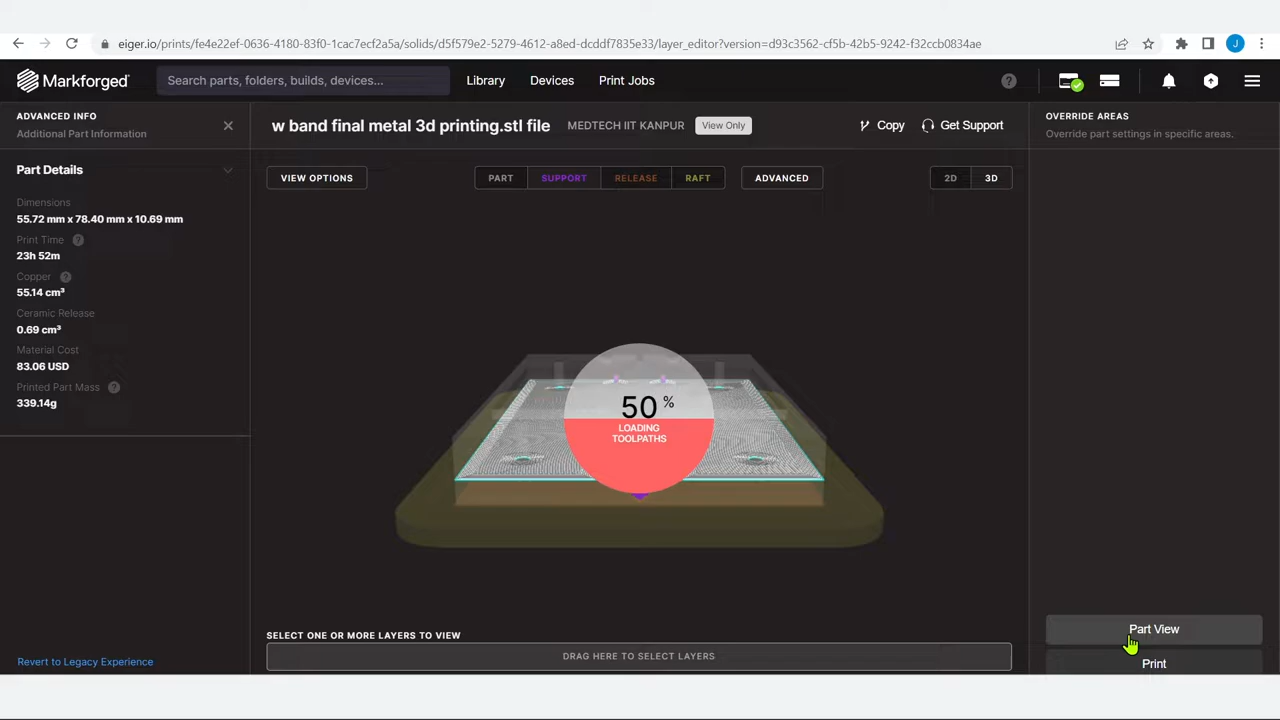 eiger.io/prints/fe4e22ef-0636-4180-83f0-1cac7ecf2a5a/solids/d5f579ce-5273-4612-a8ed-dcddf7835e33/layer_editor?version=d93c3562-cf5b-42b5-9242-f32ccb0834ae
J
Markforged
Search parts, folders, builds, devices...
Library
Devices
Print Jobs
?
ADVANCED INFO
Additional Part Information
w band final metal 3d printing.stl file
MEDTECH IIT KANPUR
View Only
Copy
Get Support
OVERRIDE AREAS
Override part settings in specific areas.
Part Details
VIEW OPTIONS
PART
SUPPORT
RELEASE
RAFT
ADVANCED
2D
3D
Dimensions
55.72 mm x 78.40 mm x 10.69 mm
Print Time ?
23h 52m
Copper ?
55.14 cm³
Ceramic Release
0.69 cm³
Material Cost
83.06 USD
Printed Part Mass ?
339.14g
50 %
LOADING
TOOLPATHS
SELECT ONE OR MORE LAYERS TO VIEW
DRAG HERE TO SELECT LAYERS
Part View
Print
Revert to Legacy Experience